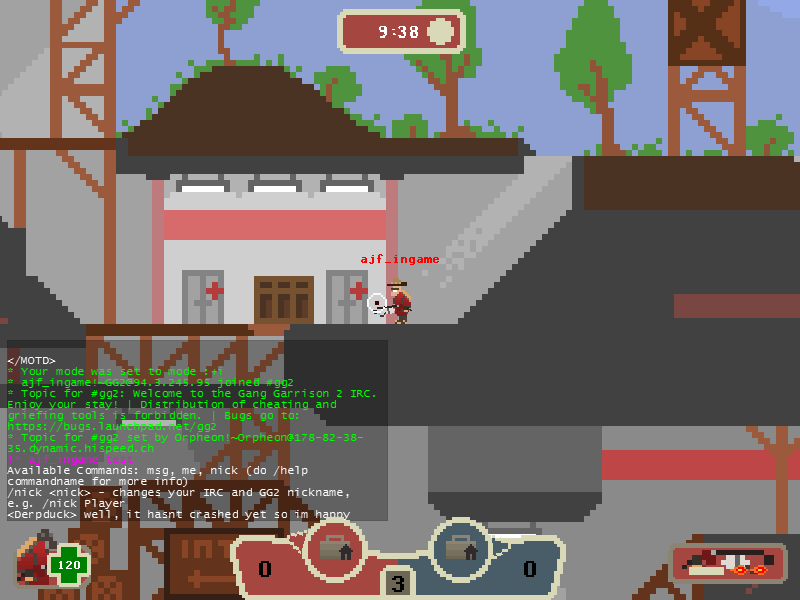 9:38
ajf_ingame
</MOTD>
* Your mode was set to mode :+i
* ajf_ingame!~GG2@94.3.245.95 joined #gg2
* Topic for #gg2: Welcome to the Gang Garrison 2 IRC.
Enjoy your stay! | Distribution of cheating and
griefing tools is forbidden. | Bugs go to:
https://bugs.launchpad.net/gg2
* Topic for #gg2 set by Orpheon!~Orpheon@178-82-38-
35.dynamic.hispeed.ch
Available Commands: msg, me, nick (do /help
commandname for more info)
/nick <nick> - changes your IRC and GG2 nickname,
e.g. /nick Player
<Derpduck> well, it hasnt crashed yet so im happy
120
0
3
0